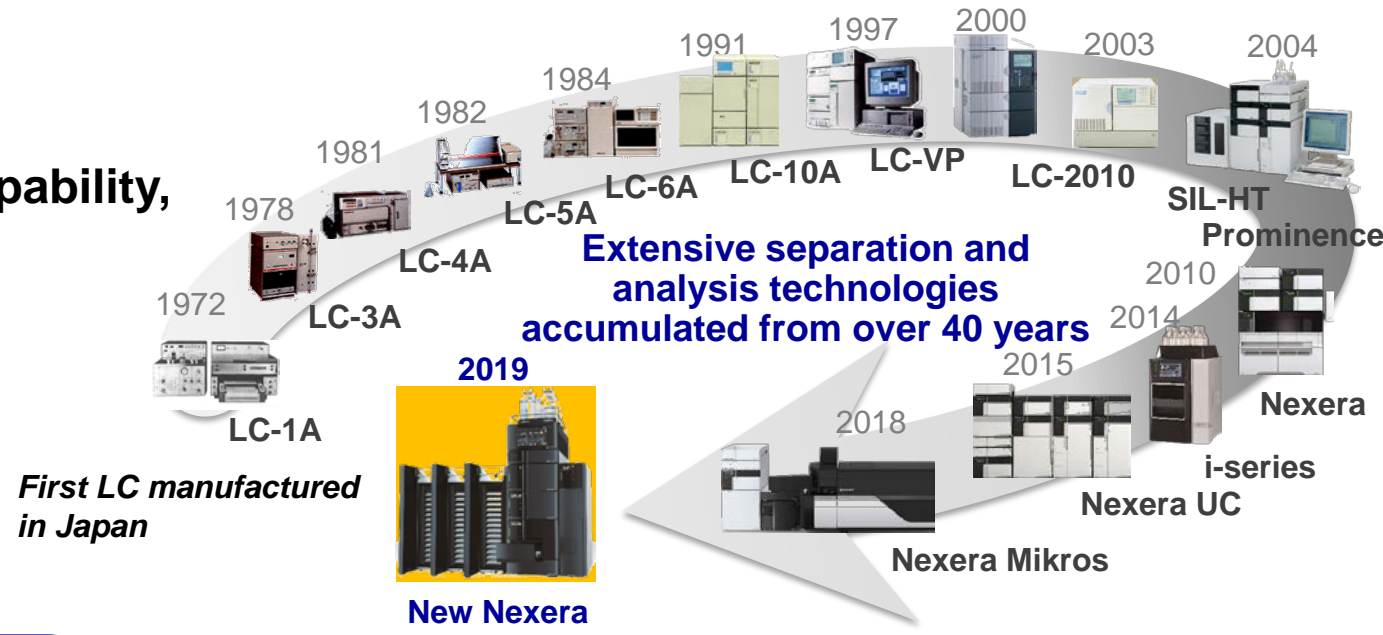 pability,
1972
LC-1A
First LC manufactured
in Japan
1978
LC-3A
1981
LC-4A
1982
LC-5A
1984
LC-6A
1991
LC-10A
1997
LC-VP
2000
LC-2010
2003
2004
SIL-HT
Prominence
Extensive separation and
analysis technologies
accumulated from over 40 years
2010
Nexera
2014
i-series
2015
Nexera UC
2018
Nexera Mikros
2019
New Nexera